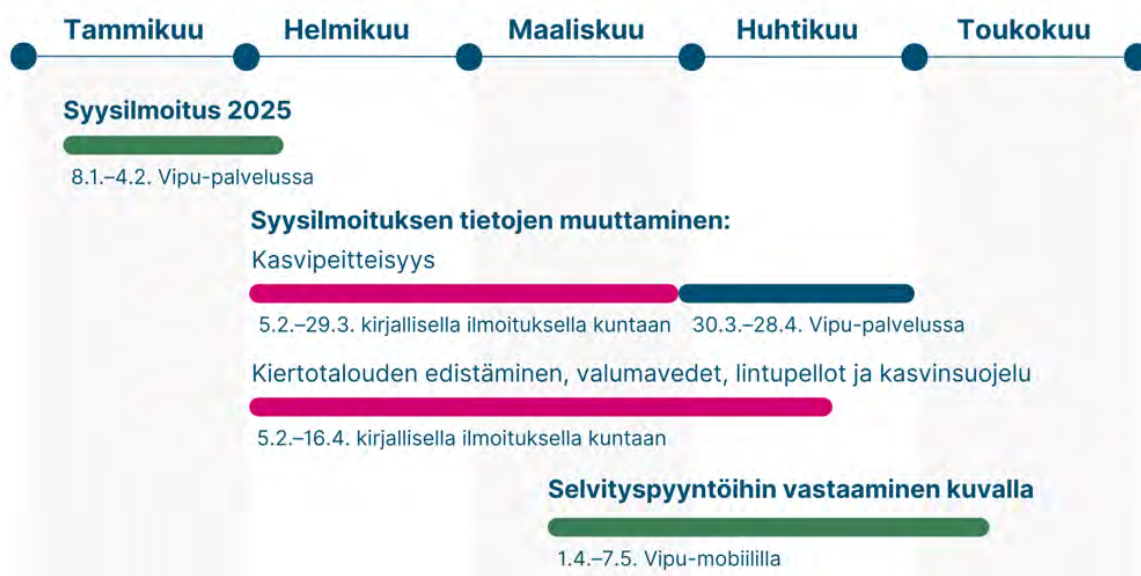 Tammikuu Helmikuu Maaliskuu Huhtikuu Toukokuu
Syysilmoitus 2025
8.1.–4.2. Vipu-palvelussa
Syysilmoituksen tietojen muuttaminen:
Kasvipeitteisyys
5.2.–29.3. kirjallisella ilmoituksella kuntaan 30.3.–28.4. Vipu-palvelussa
Kiertotalouden edistäminen, valumavedet, lintupellot ja kasvinsuojelu
5.2.–16.4. kirjallisella ilmoituksella kuntaan
Selvityspyyntöihin vastaaminen kuvalla
1.4.–7.5. Vipu-mobiililla